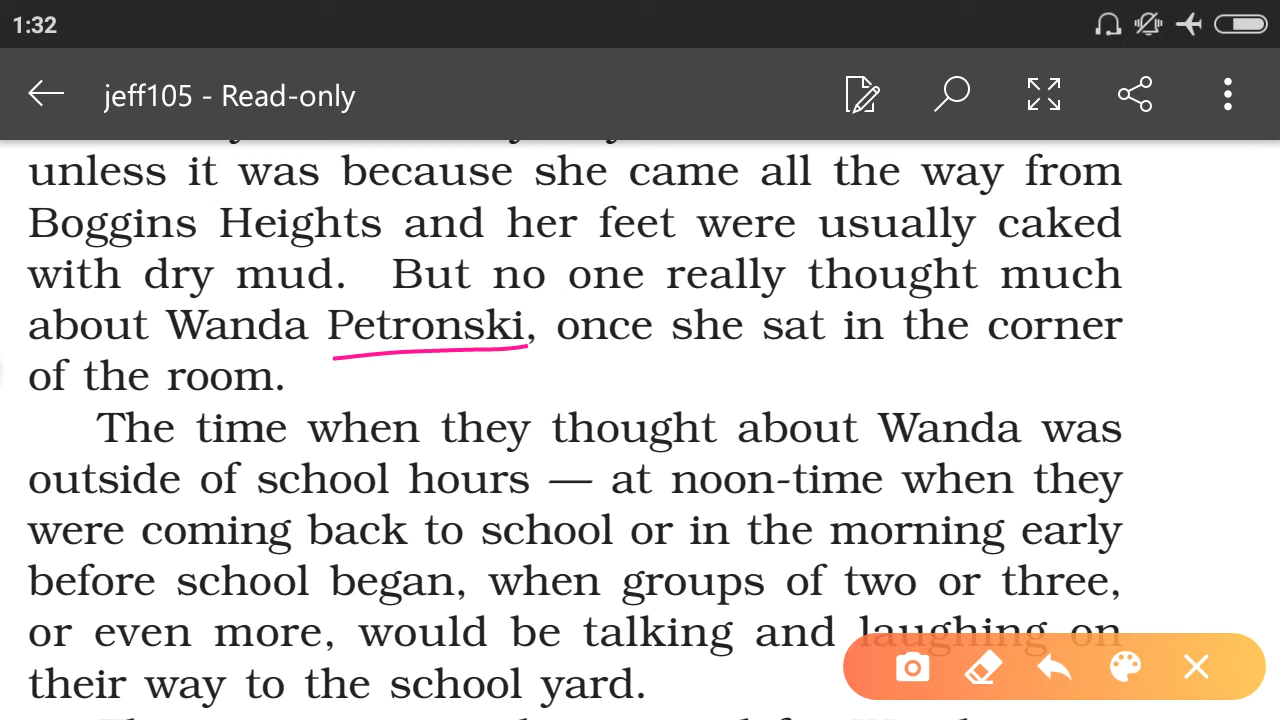 1:32
jeff105 - Read-only
unless it was because she came all the way from
Boggins Heights and her feet were usually caked
with dry mud. But no one really thought much
about Wanda Petronski, once she sat in the corner
of the room.
The time when they thought about Wanda was
outside of school hours — at noon-time when they
were coming back to school or in the morning early
before school began, when groups of two or three,
or even more, would be talking and laughing on
their way to the school yard.